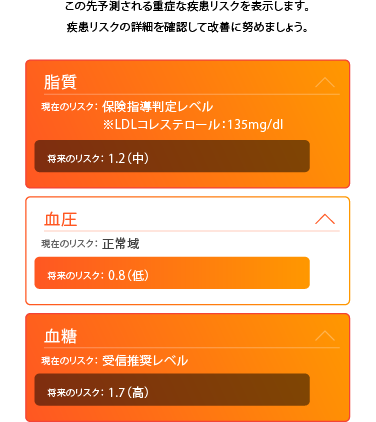 この先予測される重症な疾患リスクを表示します。
疾患リスクの詳細を確認して改善に努めましょう。
脂質
現在のリスク：保険指導判定レベル
※LDLコレステロール：135mg/dl
将来のリスク：1.2（中）
血圧
現在のリスク：正常域
将来のリスク：0.8（低）
血糖
現在のリスク：受信推奨レベル
将来のリスク：1.7（高）